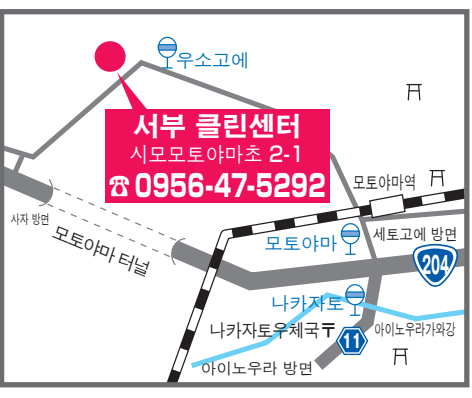 우소고에
서부 클린센터
시모모토야마초 2-1
☎ 0956-47-5292
모토야마역
사자 방면
모토야마 터널
모토야마
세토고에 방면
204
나카자토
나카자토우체국〒
11
아이노우라가와강
아이노우라 방면